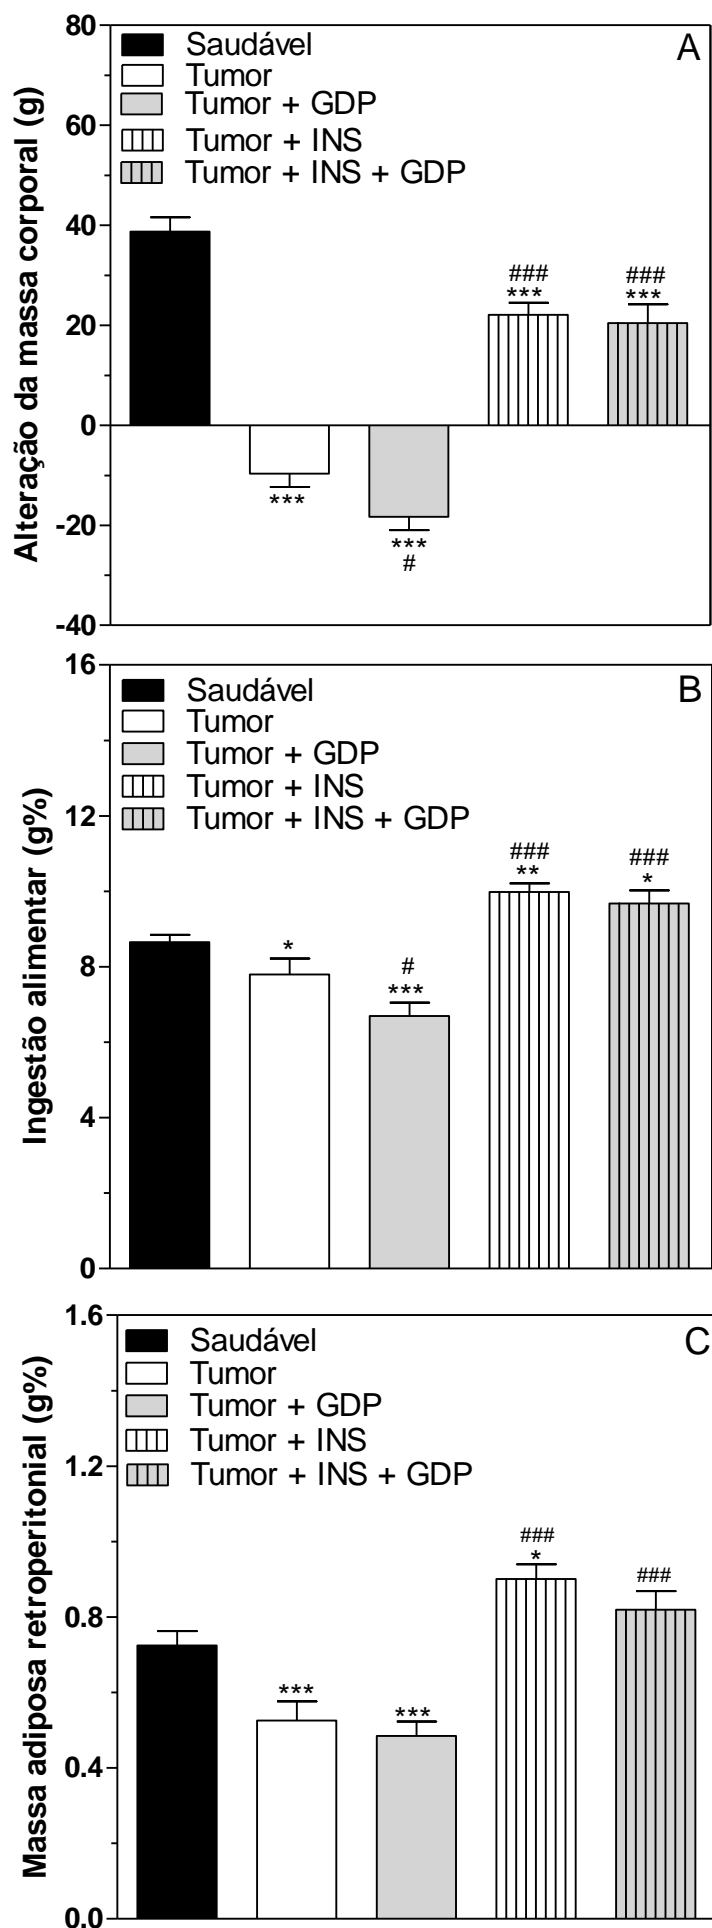 Alteração da massa corporal (g)
80
60
40
20
0
-20
-40
A
Saudável
Tumor
Tumor + GDP
Tumor + INS
Tumor + INS + GDP
***
***
#
###
***
###
***
Ingestão alimentar (g%)
16
12
8
4
0
B
Saudável
Tumor
Tumor + GDP
Tumor + INS
Tumor + INS + GDP
*
#
***
###
**
###
*
Massa adiposa retroperitonial (g%)
1.6
1.2
0.8
0.4
0.0
C
Saudável
Tumor
Tumor + GDP
Tumor + INS
Tumor + INS + GDP
***
***
###
*
###